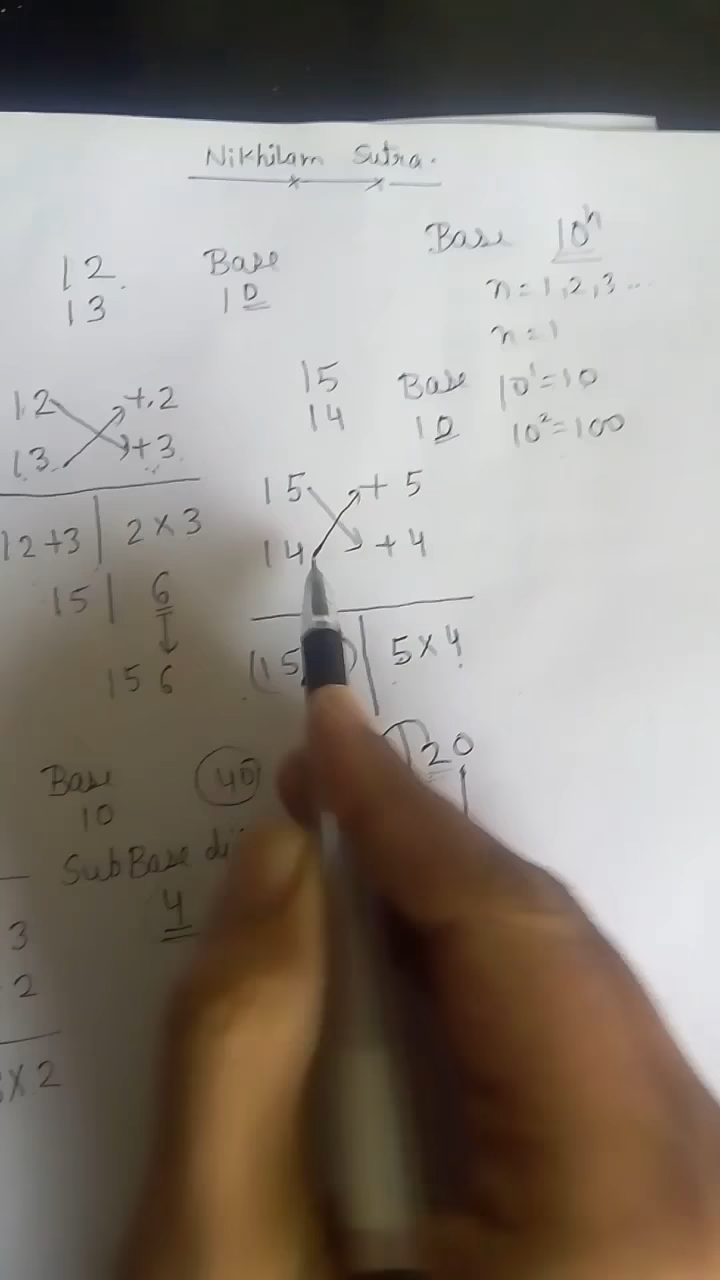 Nikhilam Sutra.
12 Base
13 10
Base 10ⁿ
n = 1,2,3...
n = 1
10¹=10
10²=100
12 +2
13 +3
12+3 | 2×3
15 | 6
156
15 Base
14 10
15 +5
14 +4
(15 ) | 5×4
20
Base 40
10
SubBase
4
3
2
×2